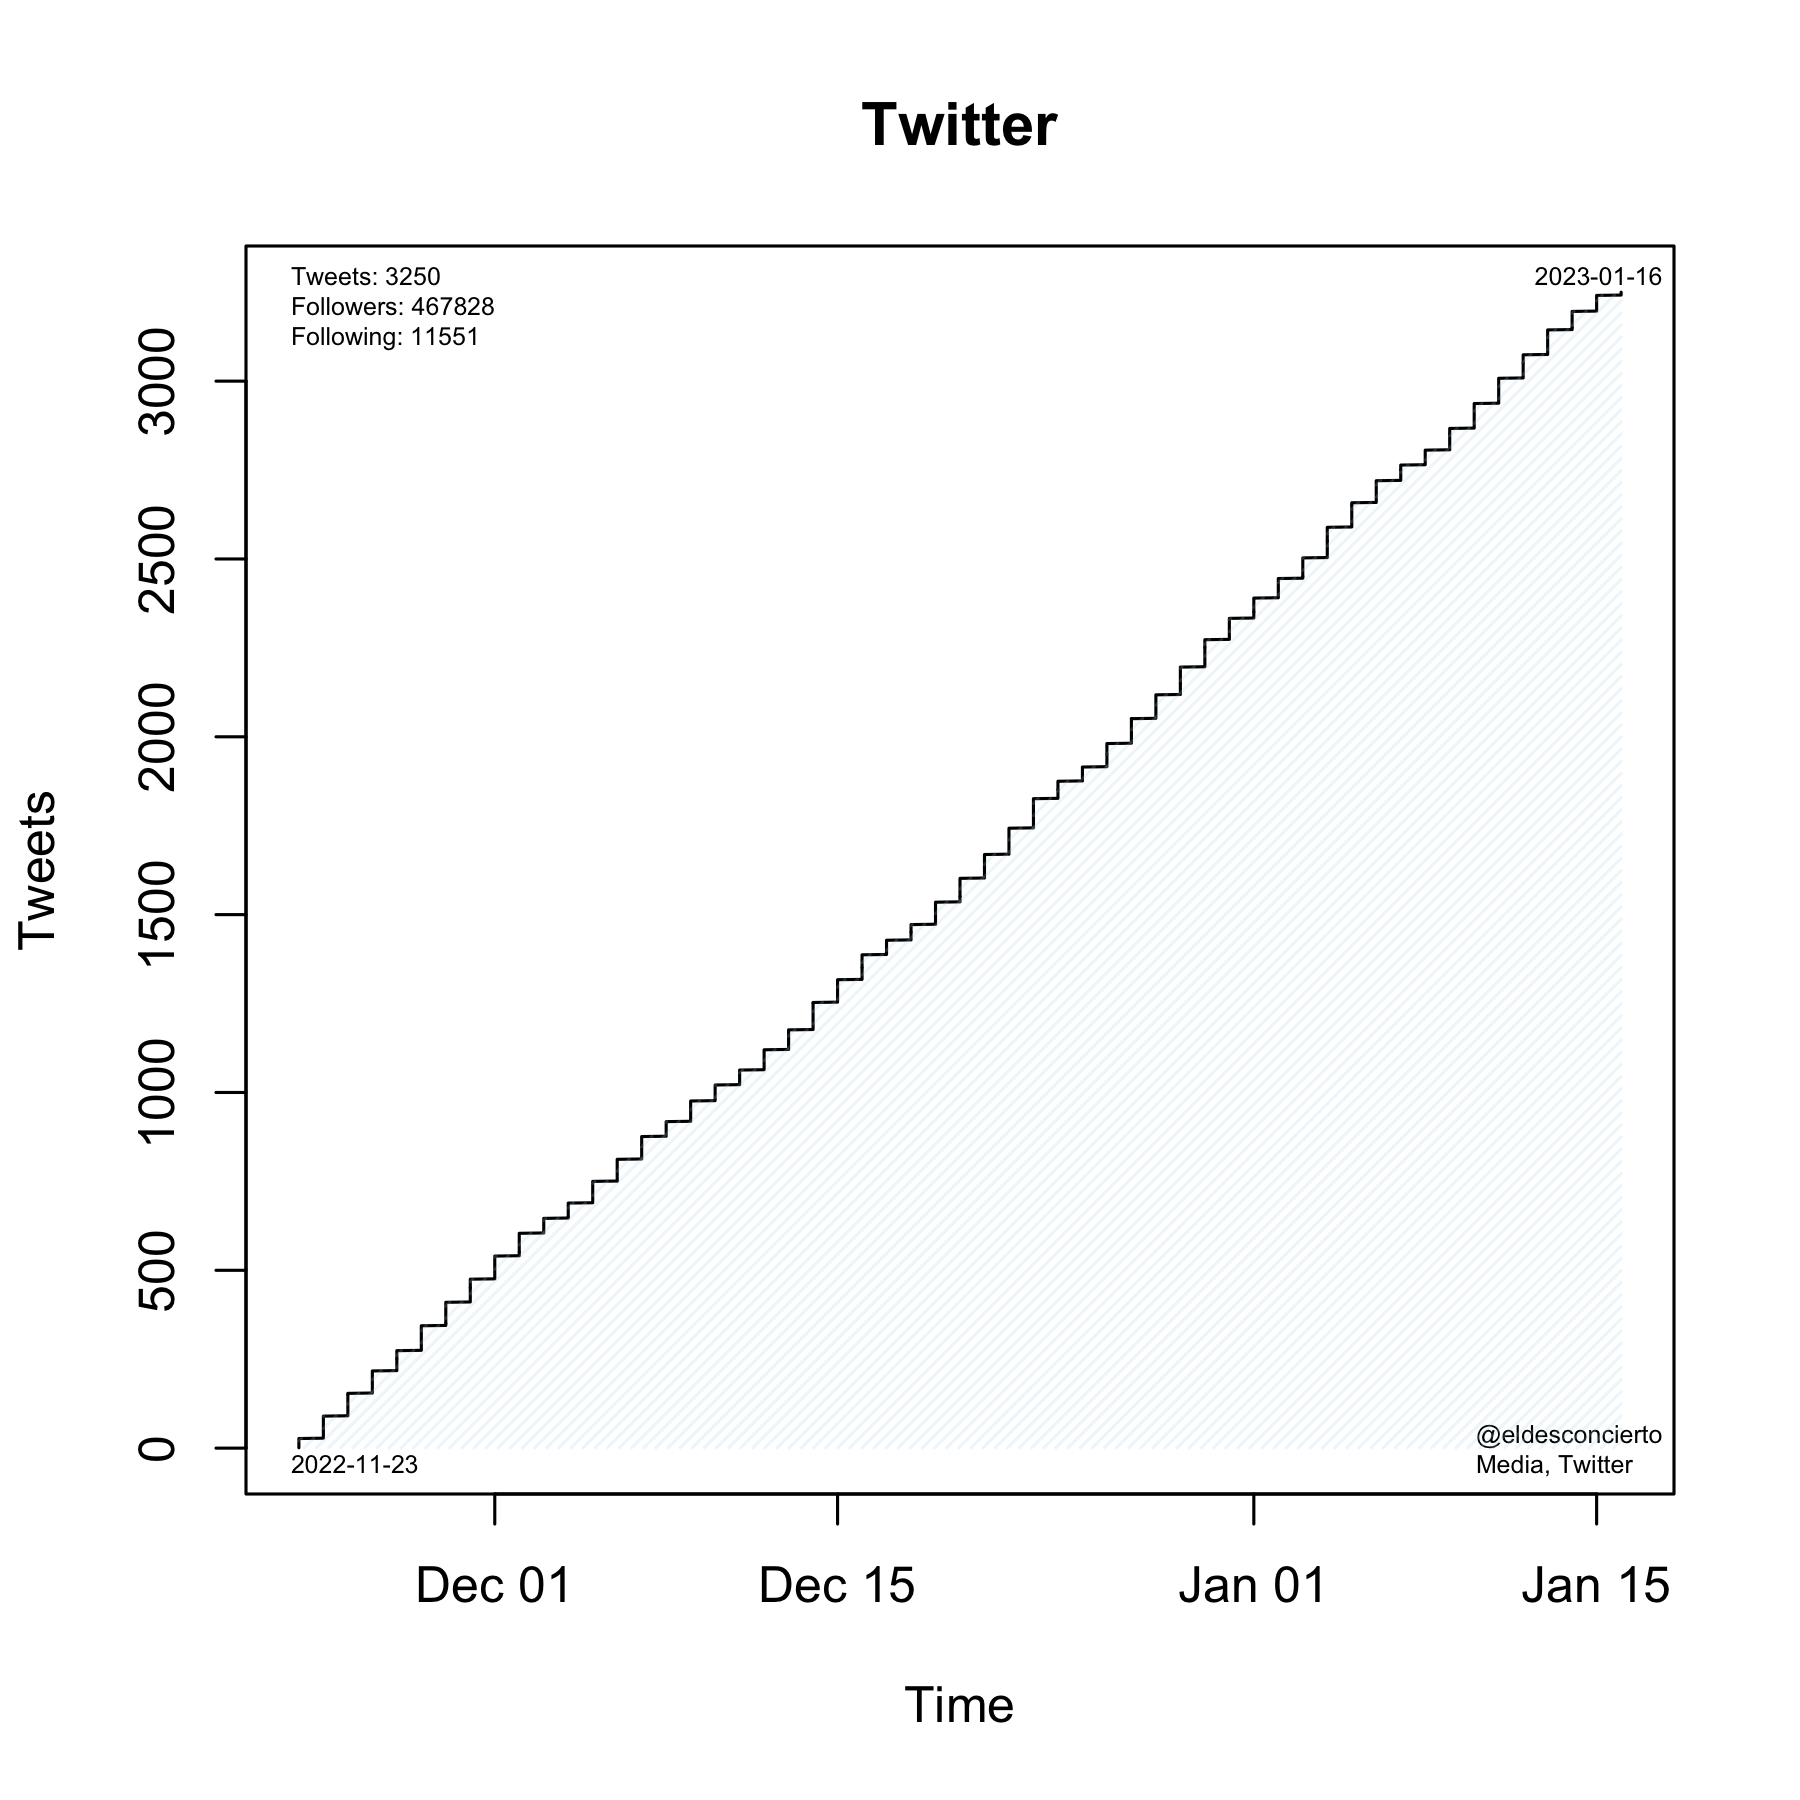 Twitter
Tweets: 3250
Followers: 467828
Following: 11551
2023-01-16
3000
2500
2000
1500
1000
500
0
Tweets
@eldesconcierto
Media, Twitter
2022-11-23
Dec 01
Dec 15
Jan 01
Jan 15
Time